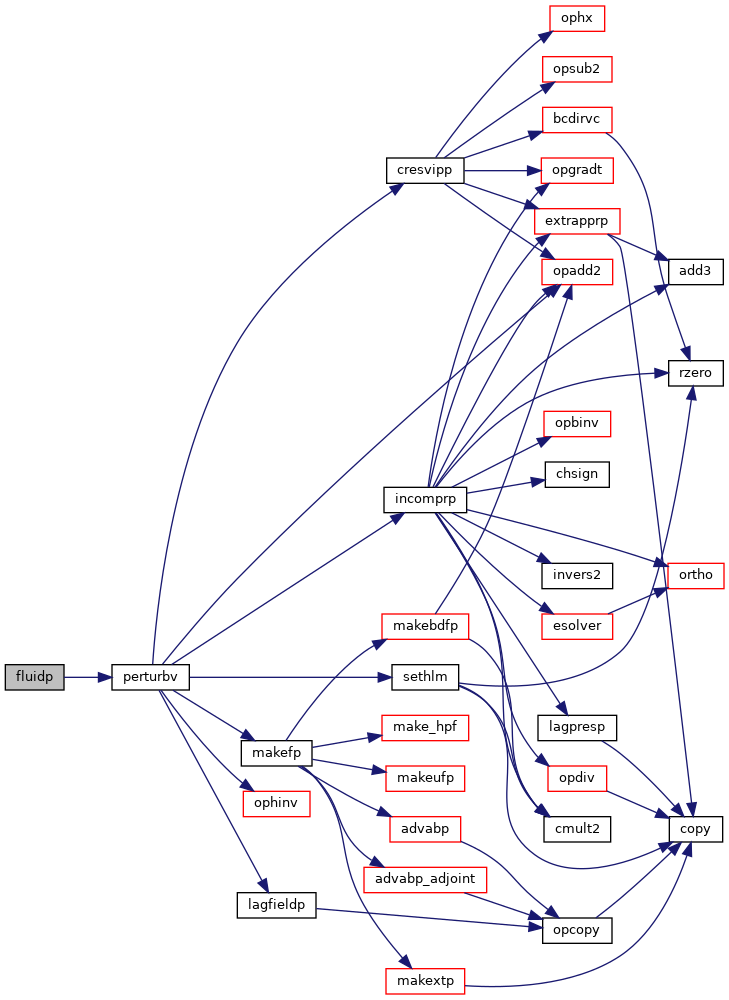 ophx
opsub2
bcdirvc
cresvipp
opgradt
extrapprp
opadd2
add3
rzero
opbinv
chsign
incomprp
invers2
ortho
esolver
makebdfp
fluidp
perturbv
sethlm
lagpresp
make_hpf
makefp
makeufp
opdiv
ophinv
advabp
cmult2
copy
advabp_adjoint
lagfieldp
opcopy
makextp